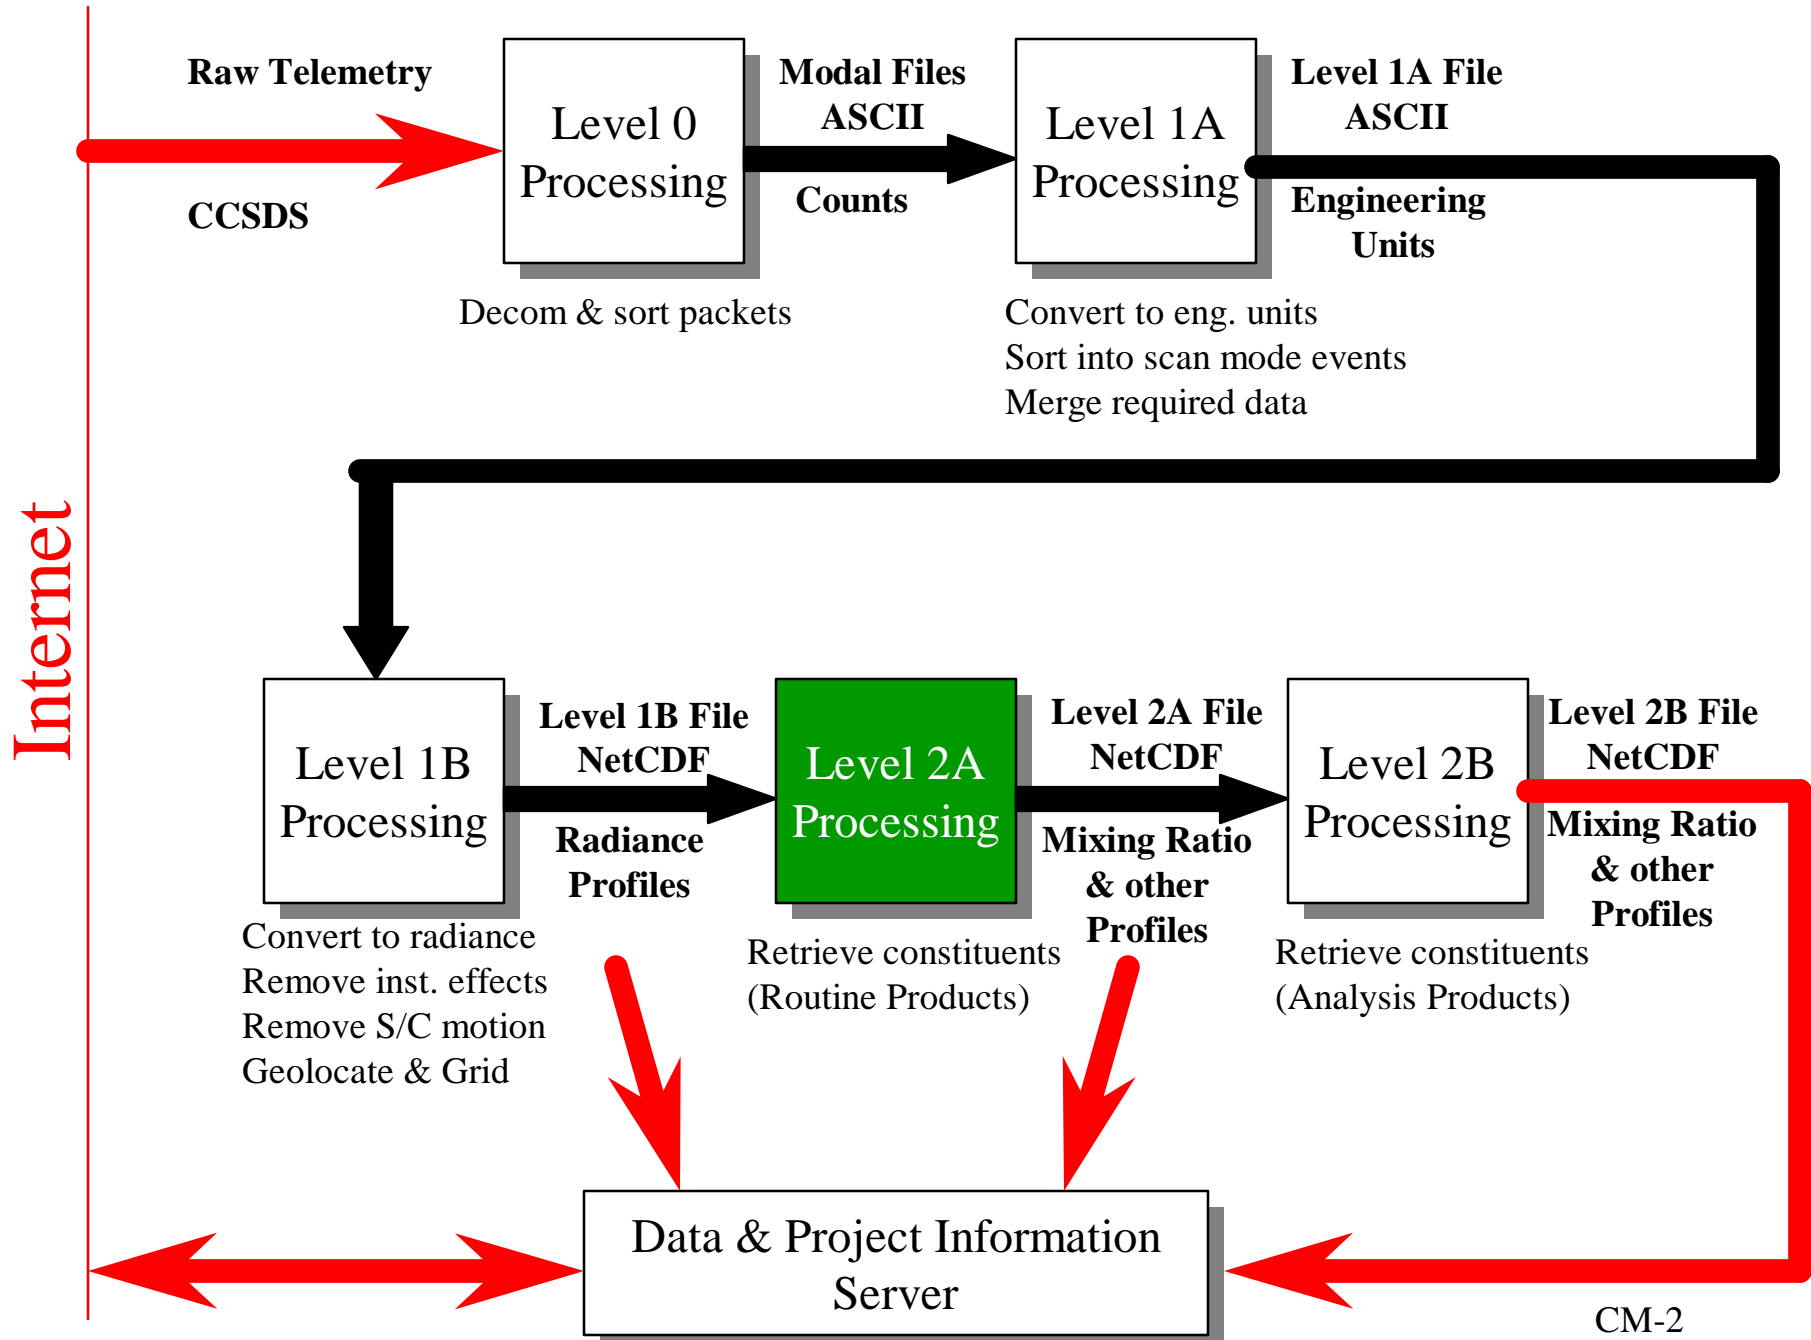 Internet
Raw Telemetry
CCSDS
Level 0
Processing
Decom & sort packets
Modal Files
ASCII
Counts
Level 1A
Processing
Convert to eng. units
Sort into scan mode events
Merge required data
Level 1A File
ASCII
Engineering
Units
Level 1B
Processing
Convert to radiance
Remove inst. effects
Remove S/C motion
Geolocate & Grid
Level 1B File
NetCDF
Radiance
Profiles
Level 2A
Processing
Retrieve constituents
(Routine Products)
Level 2A File
NetCDF
Mixing Ratio
& other
Profiles
Level 2B
Processing
Retrieve constituents
(Analysis Products)
Level 2B File
NetCDF
Mixing Ratio
& other
Profiles
Data & Project Information
Server
CM-2